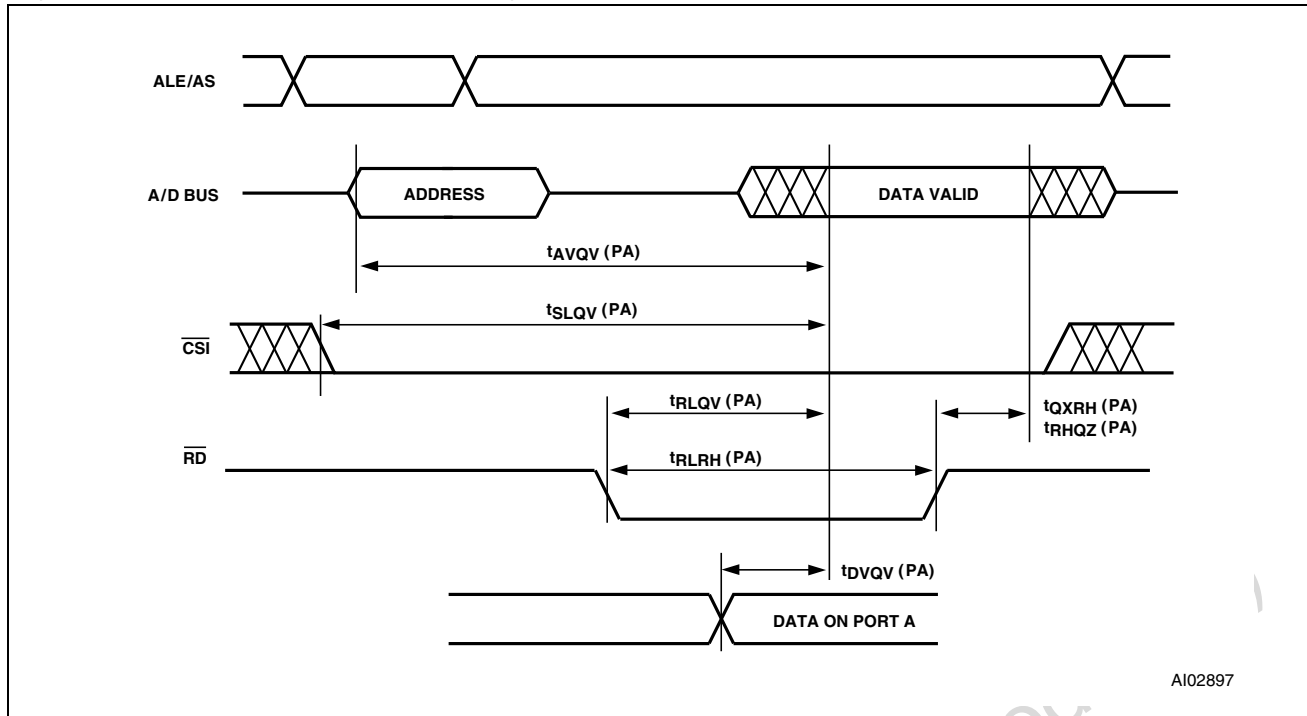 ALE/AS
A/D BUS
ADDRESS
DATA VALID
tAVQV (PA)
tSLQV (PA)
CSI
tRLQV (PA)
tQXRH (PA)
tRHQZ (PA)
RD
tRLRH (PA)
tDVQV (PA)
DATA ON PORT A
AI02897